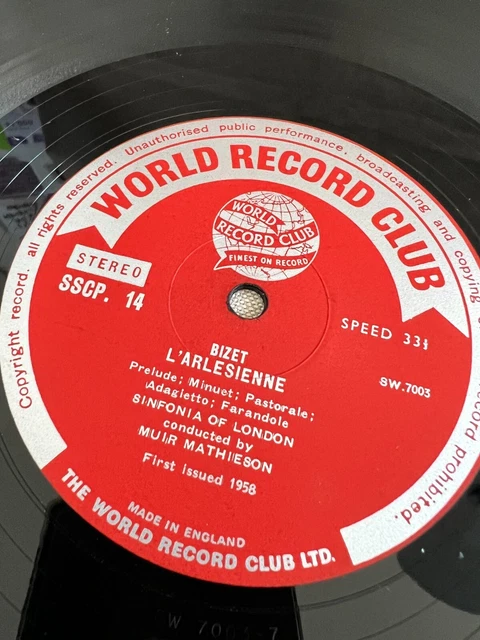 Copyright record. all rights reserved. Unauthorised public performance, broadcasting and copying
record prohibited.
WORLD RECORD CLUB
WORLD
RECORD CLUB
FINEST ON RECORD
STEREO
SSCP. 14
SPEED 33⅓
SW.7003
BIZET
L'ARLESIENNE
Prelude; Minuet; Pastorale;
Adagietto; Farandole
SINFONIA OF LONDON
conducted by
MUIR MATHIESON
First issued 1958
MADE IN ENGLAND
THE WORLD RECORD CLUB LTD.